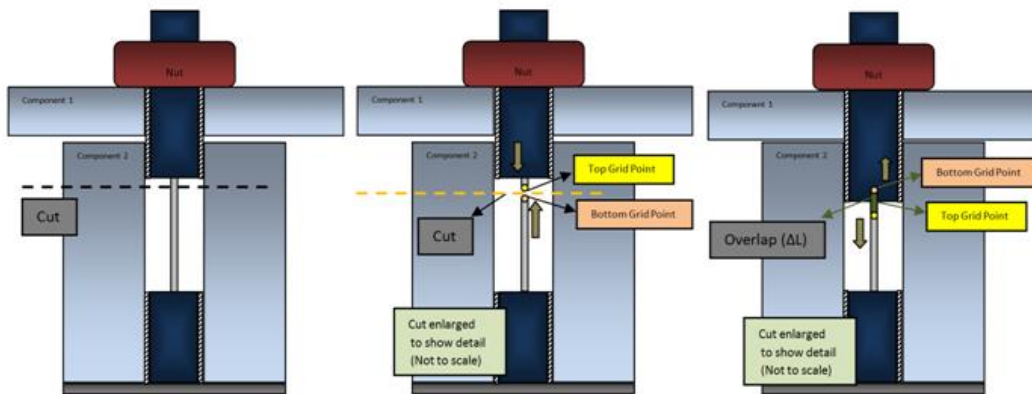 Nut
Component 1
Component 2
Cut
Nut
Component 1
Component 2
Top Grid Point
Bottom Grid Point
Cut
Cut enlarged
to show detail
(Not to scale)
Nut
Component 1
Component 2
Bottom Grid Point
Top Grid Point
Overlap (ΔL)
Cut enlarged
to show detail
(Not to scale)